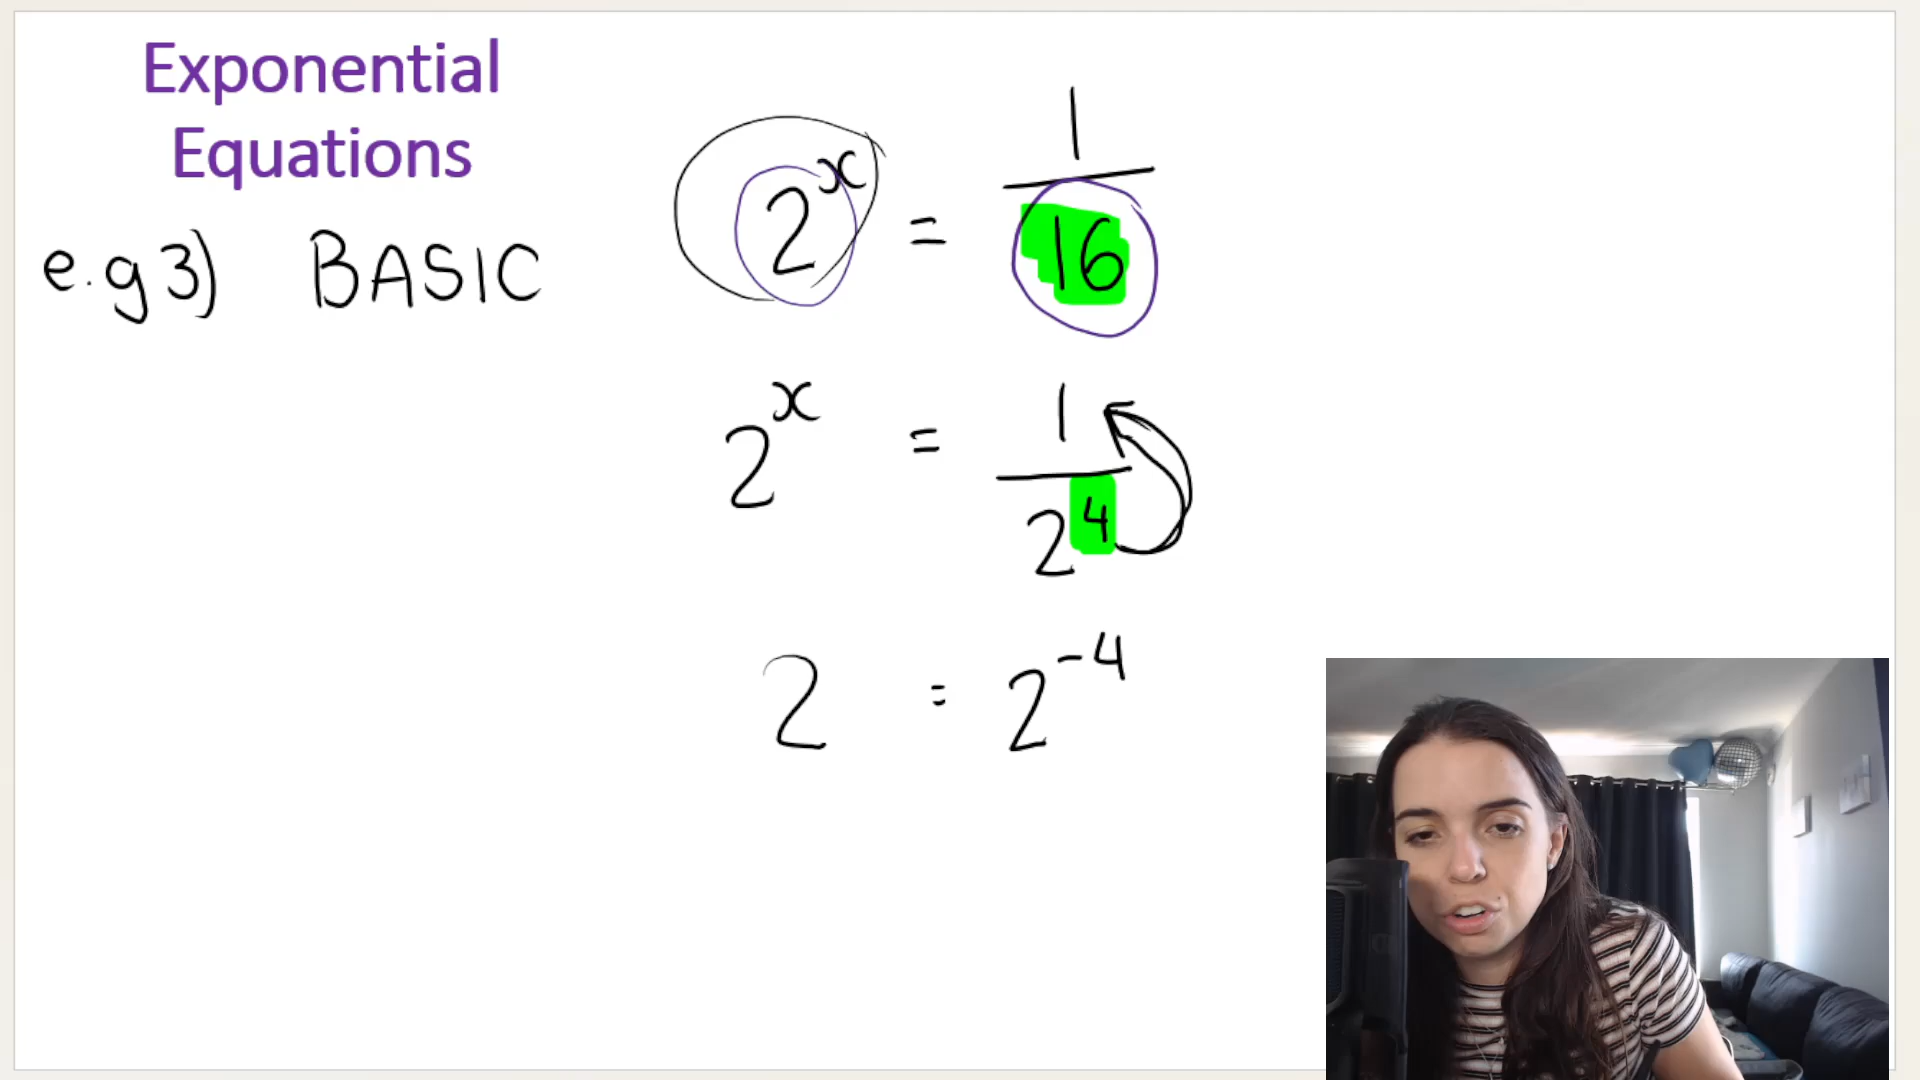 Exponential
Equations
e.g 3) BASIC
2^x = 1/16
2^x = 1/2^4
2 = 2^-4